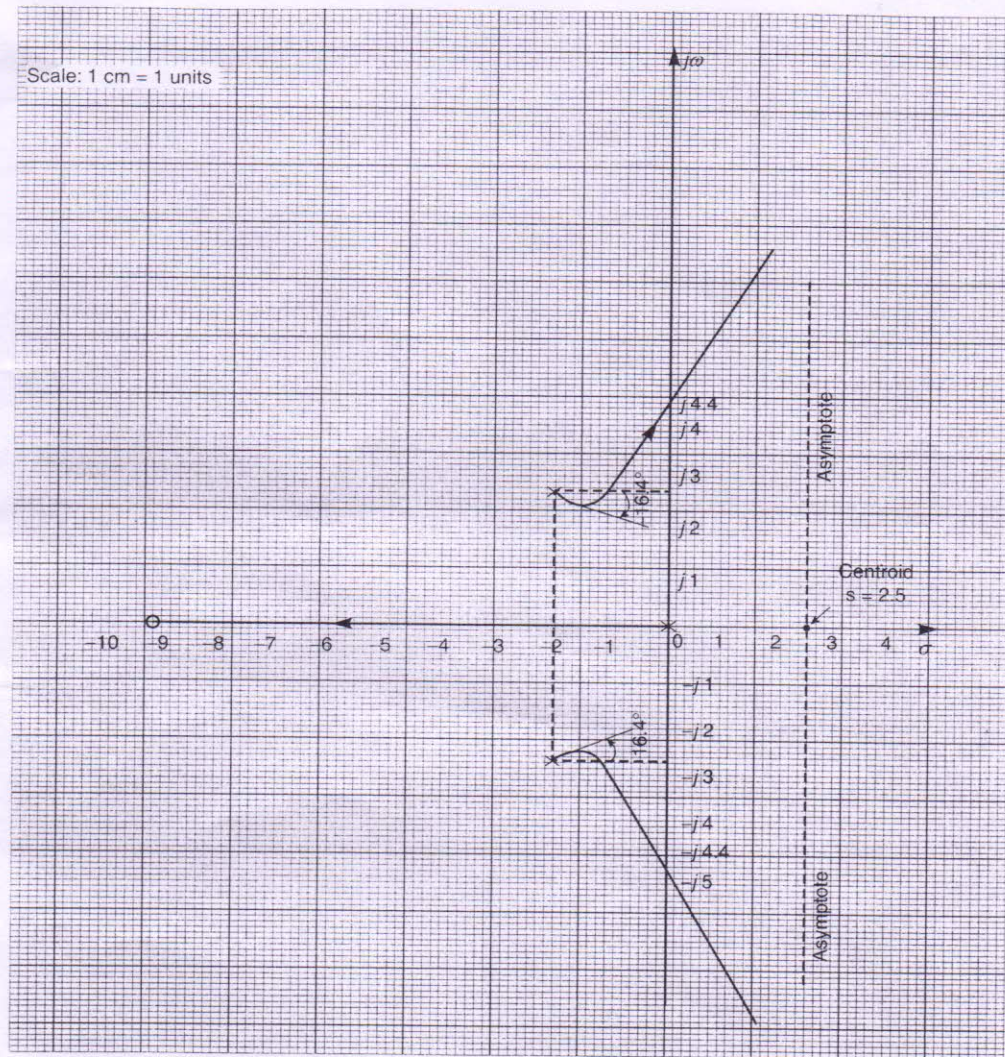 jω
Scale: 1 cm = 1 units
j4.4
j4
j3
16.4°
j2
j1
Asymptote
Centroid
s = 2.5
-10 -9 -8 -7 -6 -5 -4 -3 -2 -1 0 1 2 3 4 σ
-j1
16.4°
-j2
-j3
-j4
-j4.4
-j5
Asymptote